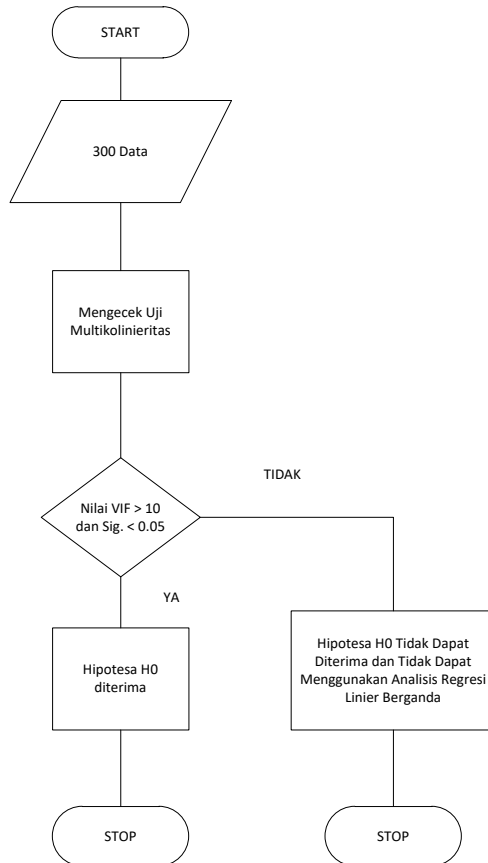 START
300 Data
Mengecek Uji
Multikolinieritas
Nilai VIF > 10
dan Sig. < 0.05
TIDAK
YA
Hipotesa H0
diterima
Hipotesa H0 Tidak Dapat
Diterima dan Tidak Dapat
Menggunakan Analisis Regresi
Linier Berganda
STOP
STOP